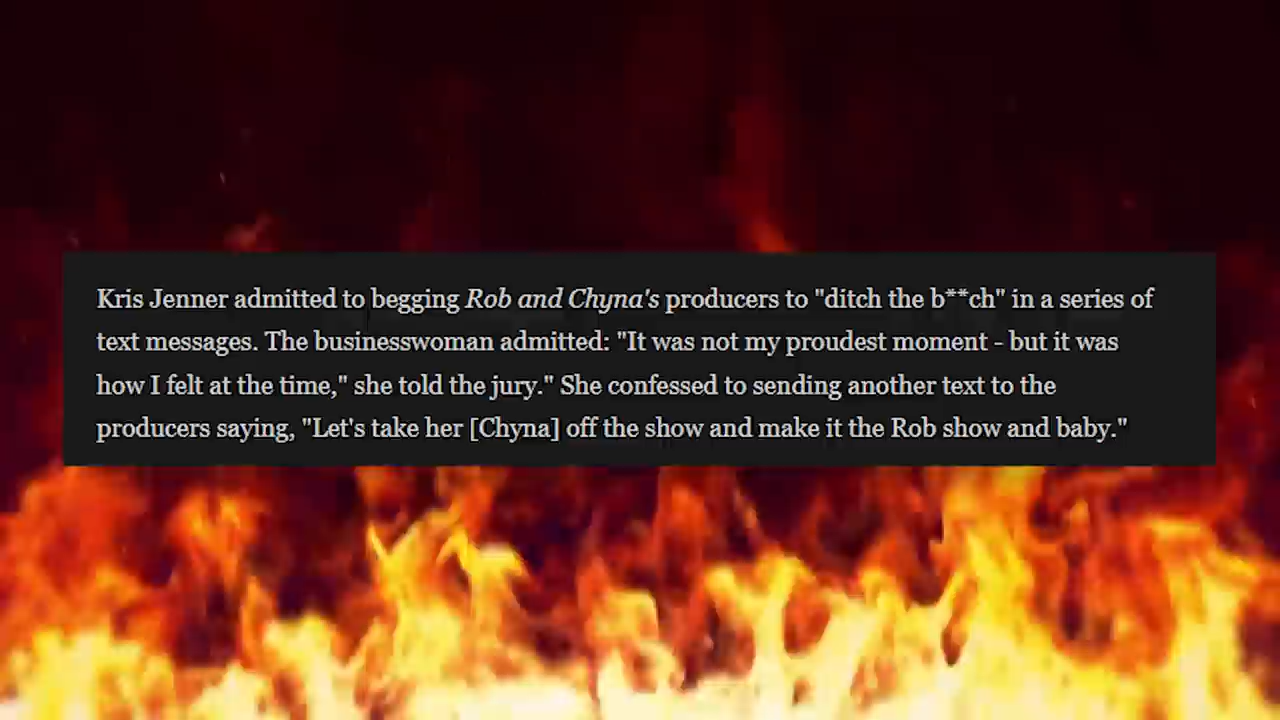 Kris Jenner admitted to begging Rob and Chyna's producers to "ditch the b**ch" in a series of
text messages. The businesswoman admitted: "It was not my proudest moment - but it was
how I felt at the time," she told the jury." She confessed to sending another text to the
producers saying, "Let's take her [Chyna] off the show and make it the Rob show and baby."